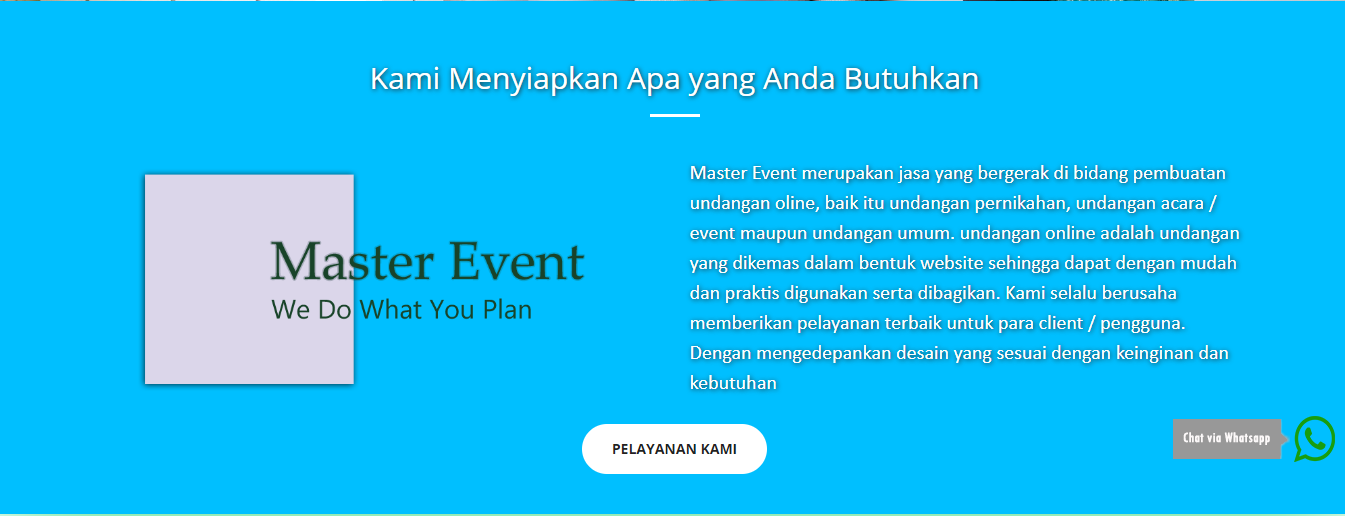 Kami Menyiapkan Apa yang Anda Butuhkan
Master Event
We Do What You Plan
Master Event merupakan jasa yang bergerak di bidang pembuatan
undangan oline, baik itu undangan pernikahan, undangan acara /
event maupun undangan umum. undangan online adalah undangan
yang dikemas dalam bentuk website sehingga dapat dengan mudah
dan praktis digunakan serta dibagikan. Kami selalu berusaha
memberikan pelayanan terbaik untuk para client / pengguna.
Dengan mengedepankan desain yang sesuai dengan keinginan dan
kebutuhan
PELAYANAN KAMI
Chat via Whatsapp